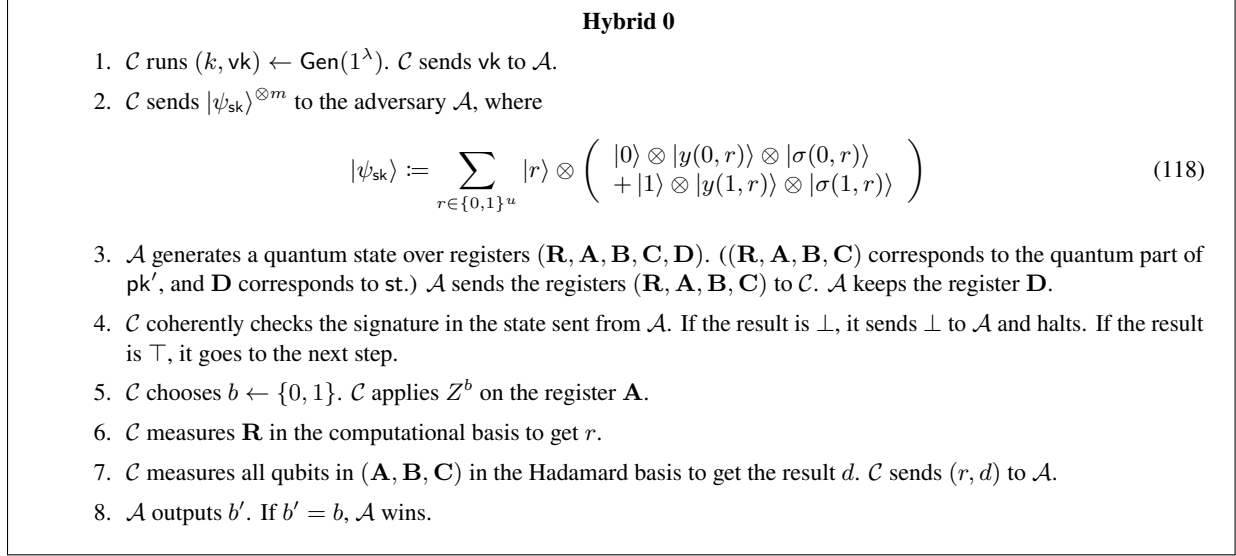 Hybrid 0
1. 𝒞 runs (k, vk) ← Gen(1^λ). 𝒞 sends vk to 𝒜.
2. 𝒞 sends |ψ_sk⟩^⊗m to the adversary 𝒜, where
|ψ_sk⟩ := ∑_{r∈{0,1}^u} |r⟩ ⊗ ( |0⟩ ⊗ |y(0, r)⟩ ⊗ |σ(0, r)⟩
+ |1⟩ ⊗ |y(1, r)⟩ ⊗ |σ(1, r)⟩ ) (118)
3. 𝒜 generates a quantum state over registers (𝐑, 𝐀, 𝐁, 𝐂, 𝐃). ((𝐑, 𝐀, 𝐁, 𝐂) corresponds to the quantum part of
pk′, and 𝐃 corresponds to st.) 𝒜 sends the registers (𝐑, 𝐀, 𝐁, 𝐂) to 𝒞. 𝒜 keeps the register 𝐃.
4. 𝒞 coherently checks the signature in the state sent from 𝒜. If the result is ⊥, it sends ⊥ to 𝒜 and halts. If the result
is ⊤, it goes to the next step.
5. 𝒞 chooses b ← {0, 1}. 𝒞 applies Z^b on the register 𝐀.
6. 𝒞 measures 𝐑 in the computational basis to get r.
7. 𝒞 measures all qubits in (𝐀, 𝐁, 𝐂) in the Hadamard basis to get the result d. 𝒞 sends (r, d) to 𝒜.
8. 𝒜 outputs b′. If b′ = b, 𝒜 wins.